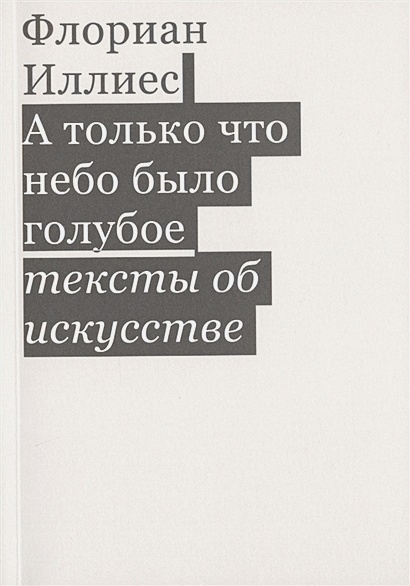 Флориан
Иллиес
А только что
небо было
голубое
тексты об
искусстве